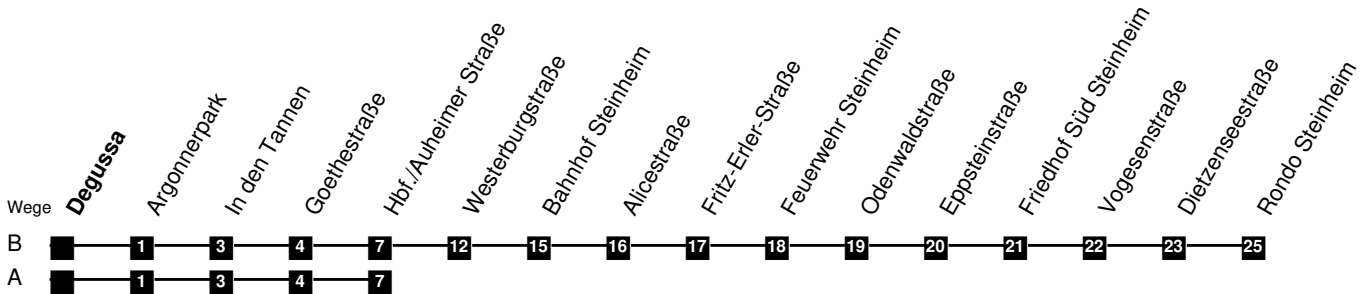 Wege
Degussa
Argonnerpark
In den Tannen
Goethestraße
Hbf./Auheimer Straße
Westerburgstraße
Bahnhof Steinheim
Alicestraße
Fritz-Erler-Straße
Feuerwehr Steinheim
Odenwaldstraße
Eppsteinstraße
Friedhof Süd Steinheim
Vogesenstraße
Dietzenseestraße
Rondo Steinheim
B 1 3 4 7 12 15 16 17 18 19 20 21 22 23 25
A 1 3 4 7